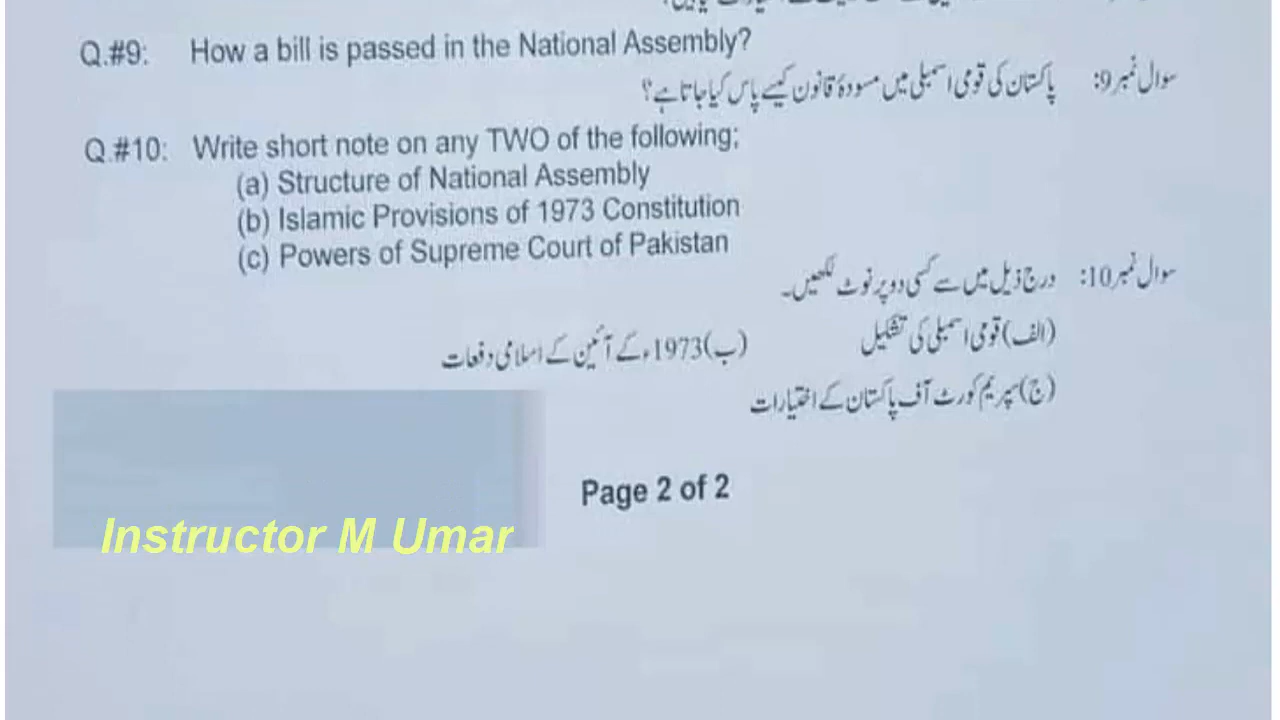 Q.#9: How a bill is passed in the National Assembly?
سوال نمبر9: پاکستان کی قومی اسمبلی میں مسودۂ قانون کیسے پاس کیا جاتا ہے؟
Q.#10: Write short note on any TWO of the following;
(a) Structure of National Assembly
(b) Islamic Provisions of 1973 Constitution
(c) Powers of Supreme Court of Pakistan
سوال نمبر10: درج ذیل میں سے کسی دو پر نوٹ لکھیں۔
(الف) قومی اسمبلی کی تشکیل (ب) 1973ء کے آئین کے اسلامی دفعات
(ج) سپریم کورٹ آف پاکستان کے اختیارات
Page 2 of 2
Instructor M Umar